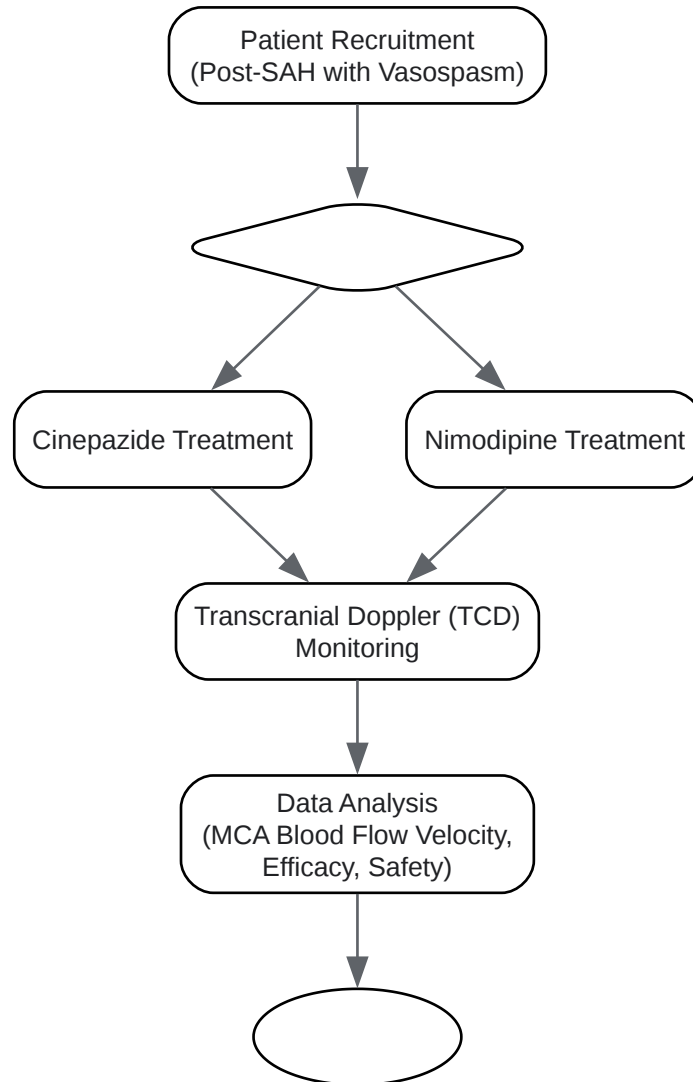 Patient Recruitment
(Post-SAH with Vasospasm)
Cinepazide Treatment
Nimodipine Treatment
Transcranial Doppler (TCD)
Monitoring
Data Analysis
(MCA Blood Flow Velocity,
Efficacy, Safety)